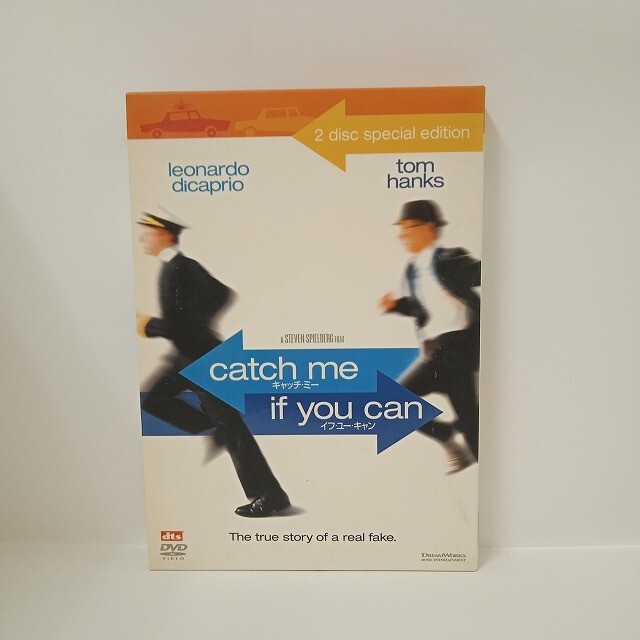 2 disc special edition
leonardo
dicaprio
tom
hanks
A STEVEN SPIELBERG FILM
catch me
キャッチ・ミー
if you can
イフ・ユー・キャン
The true story of a real fake.
dts
DVD
VIDEO
DREAMWORKS
HOME ENTERTAINMENT